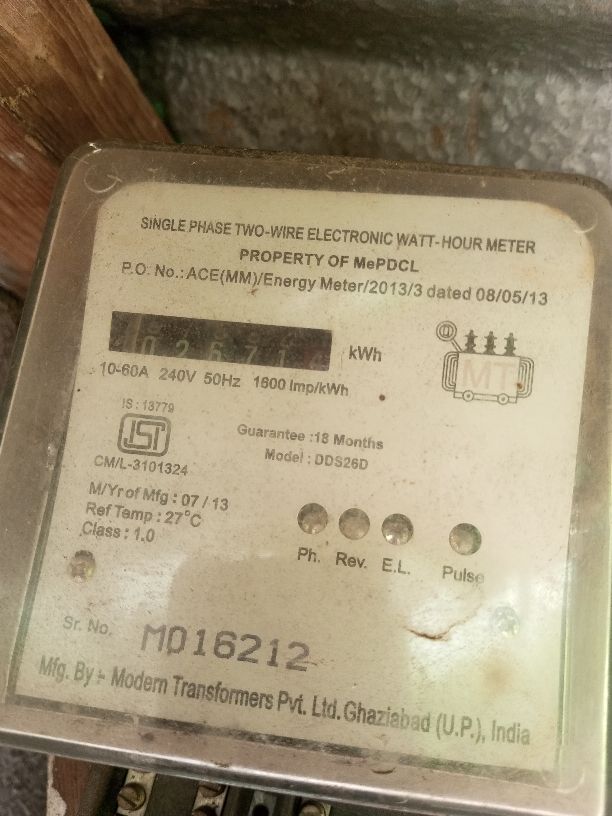 SINGLE PHASE TWO-WIRE ELECTRONIC WATT-HOUR METER
PROPERTY OF MePDCL
P.O. No.: ACE(MM)/Energy Meter/2013/3 dated 08/05/13
02671 kWh
MT
10-60A 240V 50Hz 1600 Imp/kWh
IS : 13779
ISI
CM/L-3101324
Guarantee :18 Months
Model : DDS26D
M/Yr of Mfg : 07 / 13
Ref Temp : 27°C
Class : 1.0
Ph. Rev. E.L. Pulse
Sr. No. MD16212
Mfg. By :- Modern Transformers Pvt. Ltd. Ghaziabad (U.P.), India